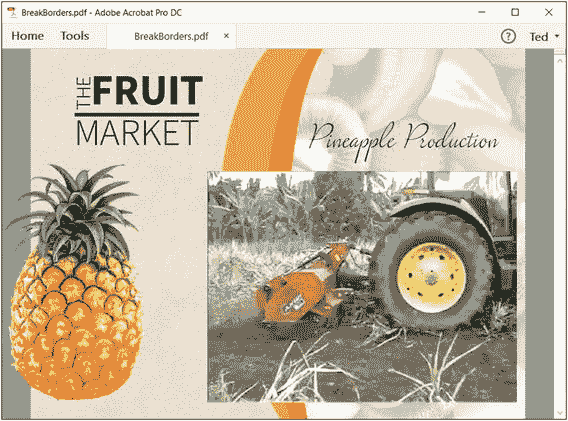 BreakBorders.pdf - Adobe Acrobat Pro DC
Home Tools BreakBorders.pdf × ? Ted
THE FRUIT
MARKET
Pineapple Production